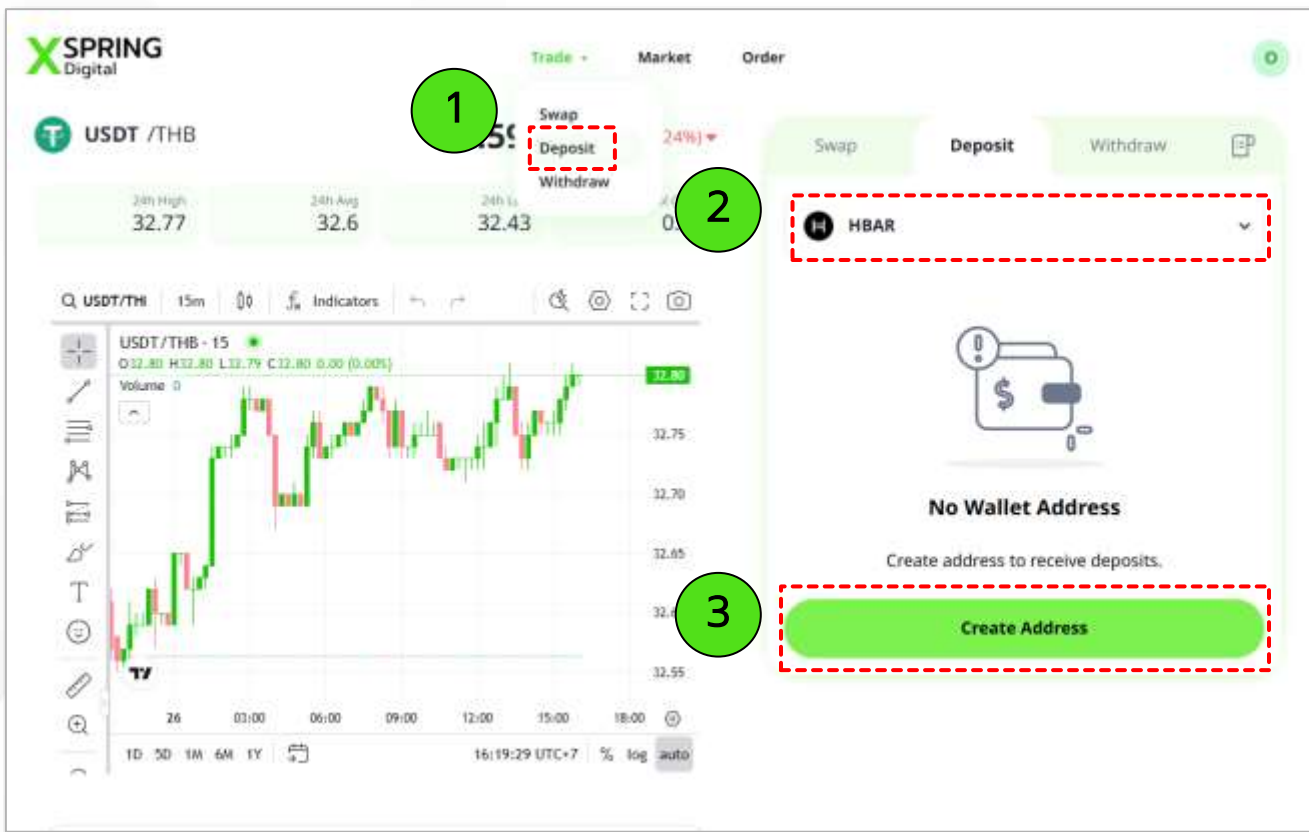 XSPRING
Digital
Trade
Market
Order
O
1
Swap
Deposit
Withdraw
USDT /THB
24%)
24h High
32.77
24h Avg
32.6
32.43
2
Swap
Deposit
Withdraw
HBAR
USDT/THI
15m
Indicators
USDT/THB - 15
O32.80 H32.80 L32.79 C32.80 0.00 (0.00%)
Volume 0
32.80
32.75
32.70
32.65
32.55
26
03:00
06:00
09:00
12:00
15:00
18:00
1D 5D 1M 6M 1Y
16:19:29 UTC+7
%
log
auto
No Wallet Address
Create address to receive deposits.
3
Create Address